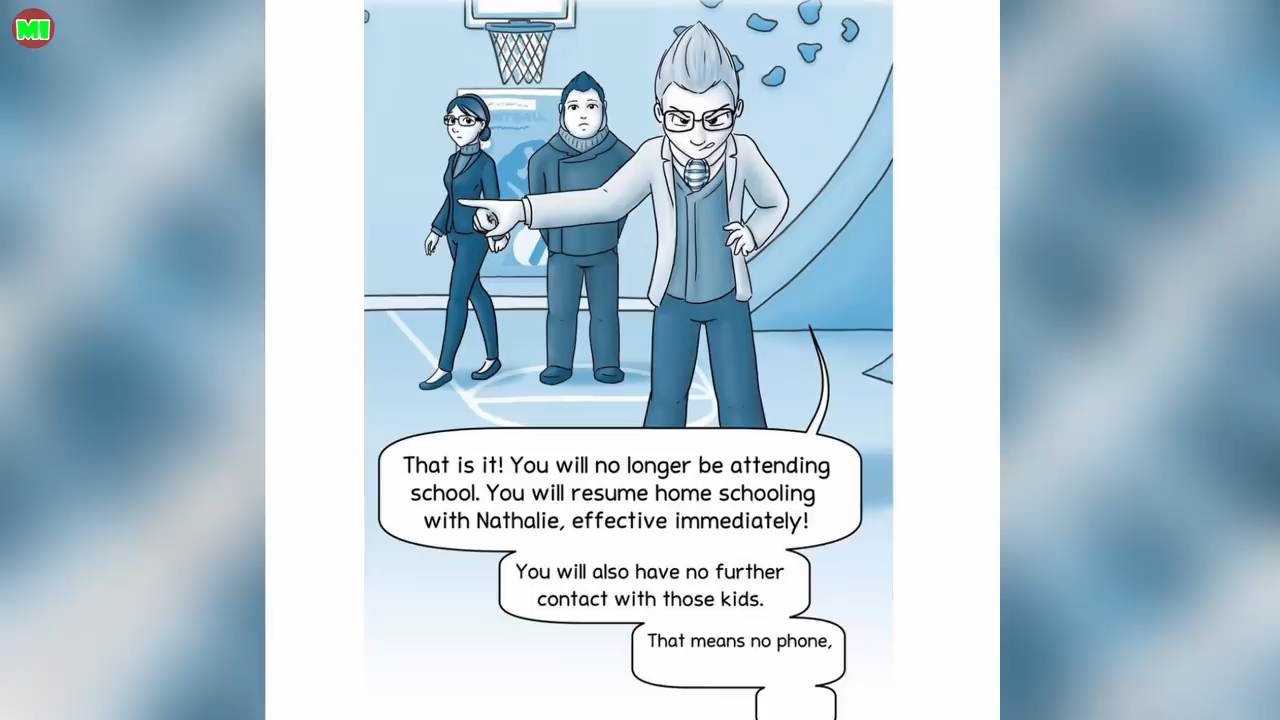 MI
That is it! You will no longer be attending
school. You will resume home schooling
with Nathalie, effective immediately!
You will also have no further
contact with those kids.
That means no phone,